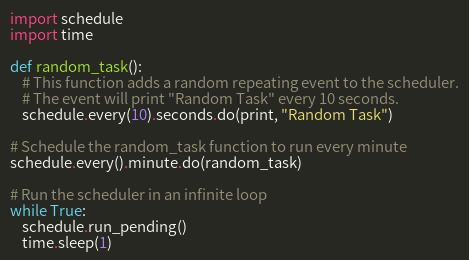 import schedule
import time

def random_task():
    # This function adds a random repeating event to the scheduler.
    # The event will print "Random Task" every 10 seconds.
    schedule.every(10).seconds.do(print, "Random Task")

# Schedule the random_task function to run every minute
schedule.every().minute.do(random_task)

# Run the scheduler in an infinite loop
while True:
    schedule.run_pending()
    time.sleep(1)